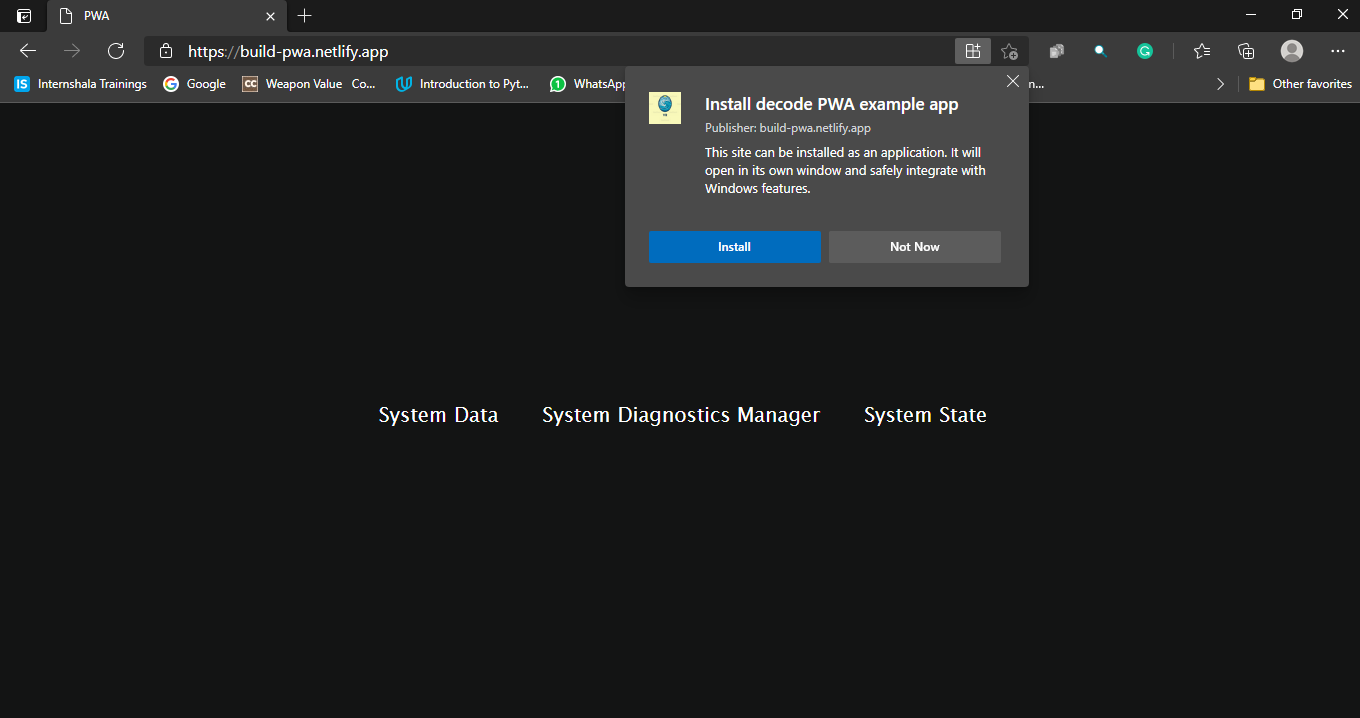 PWA
https://build-pwa.netlify.app
IS Internshala Trainings
Google
CC Weapon Value Co...
Introduction to Pyt...
1 WhatsApp
n...
Other favorites
Install decode PWA example app
Publisher: build-pwa.netlify.app
This site can be installed as an application. It will
open in its own window and safely integrate with
Windows features.
Install
Not Now
System Data
System Diagnostics Manager
System State